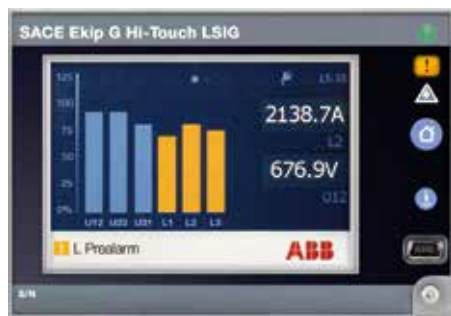 SACE Ekip G Hi-Touch LSIG
125
15:35
100
2138.7A
75
L2
50
676.9V
25
U12
0%
U12 U23 U31 L1 L2 L3
! L Prealarm
ABB
S/N